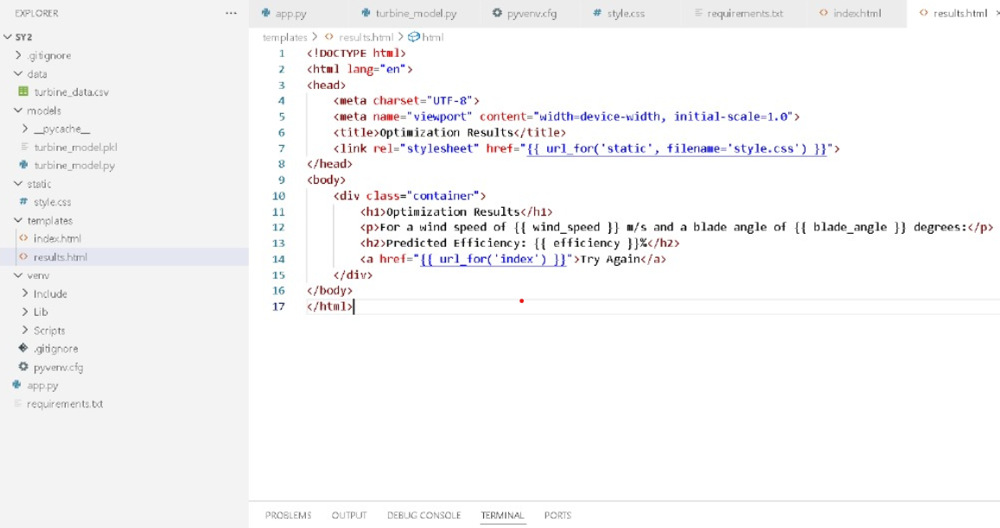 EXPLORER
SY2
.gitignore
data
turbine_data.csv
models
__pycache__
turbine_model.pkl
turbine_model.py
static
style.css
templates
index.html
results.html
venv
Include
Lib
Scripts
.gitignore
pyvenv.cfg
app.py
requirements.txt
app.py turbine_model.py pyvenv.cfg style.css requirements.txt index.html results.html
templates > results.html > html
1 <!DOCTYPE html>
2 <html lang="en">
3 <head>
4 <meta charset="UTF-8">
5 <meta name="viewport" content="width=device-width, initial-scale=1.0">
6 <title>Optimization Results</title>
7 <link rel="stylesheet" href="{{ url_for('static', filename='style.css') }}">
8 </head>
9 <body>
10 <div class="container">
11 <h1>Optimization Results</h1>
12 <p>For a wind speed of {{ wind_speed }} m/s and a blade angle of {{ blade_angle }} degrees:</p>
13 <h2>Predicted Efficiency: {{ efficiency }}%</h2>
14 <a href="{{ url_for('index') }}">Try Again</a>
15 </div>
16 </body>
17 </html>
PROBLEMS OUTPUT DEBUG CONSOLE TERMINAL PORTS